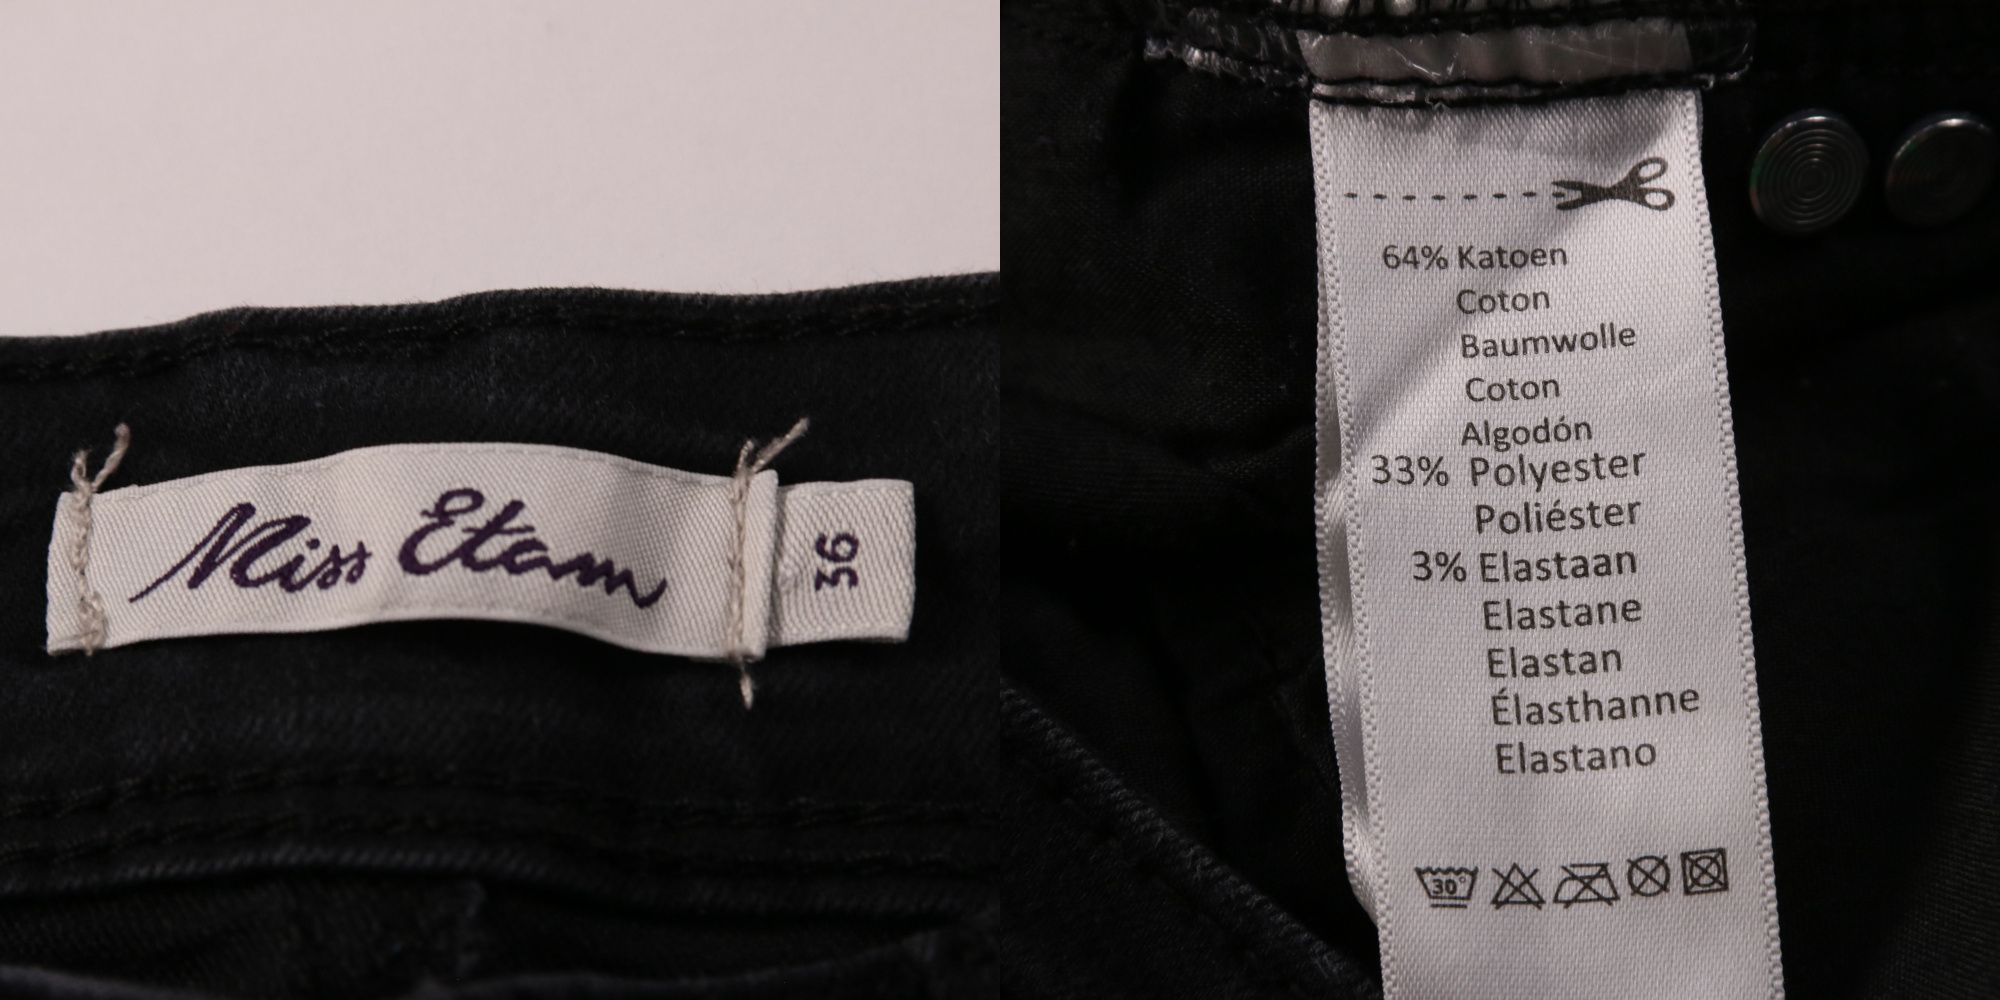 Miss Etam
36
64% Katoen
Coton
Baumwolle
Coton
Algodón
33% Polyester
Poliéster
3% Elastaan
Elastane
Elastan
Élasthanne
Elastano
30°